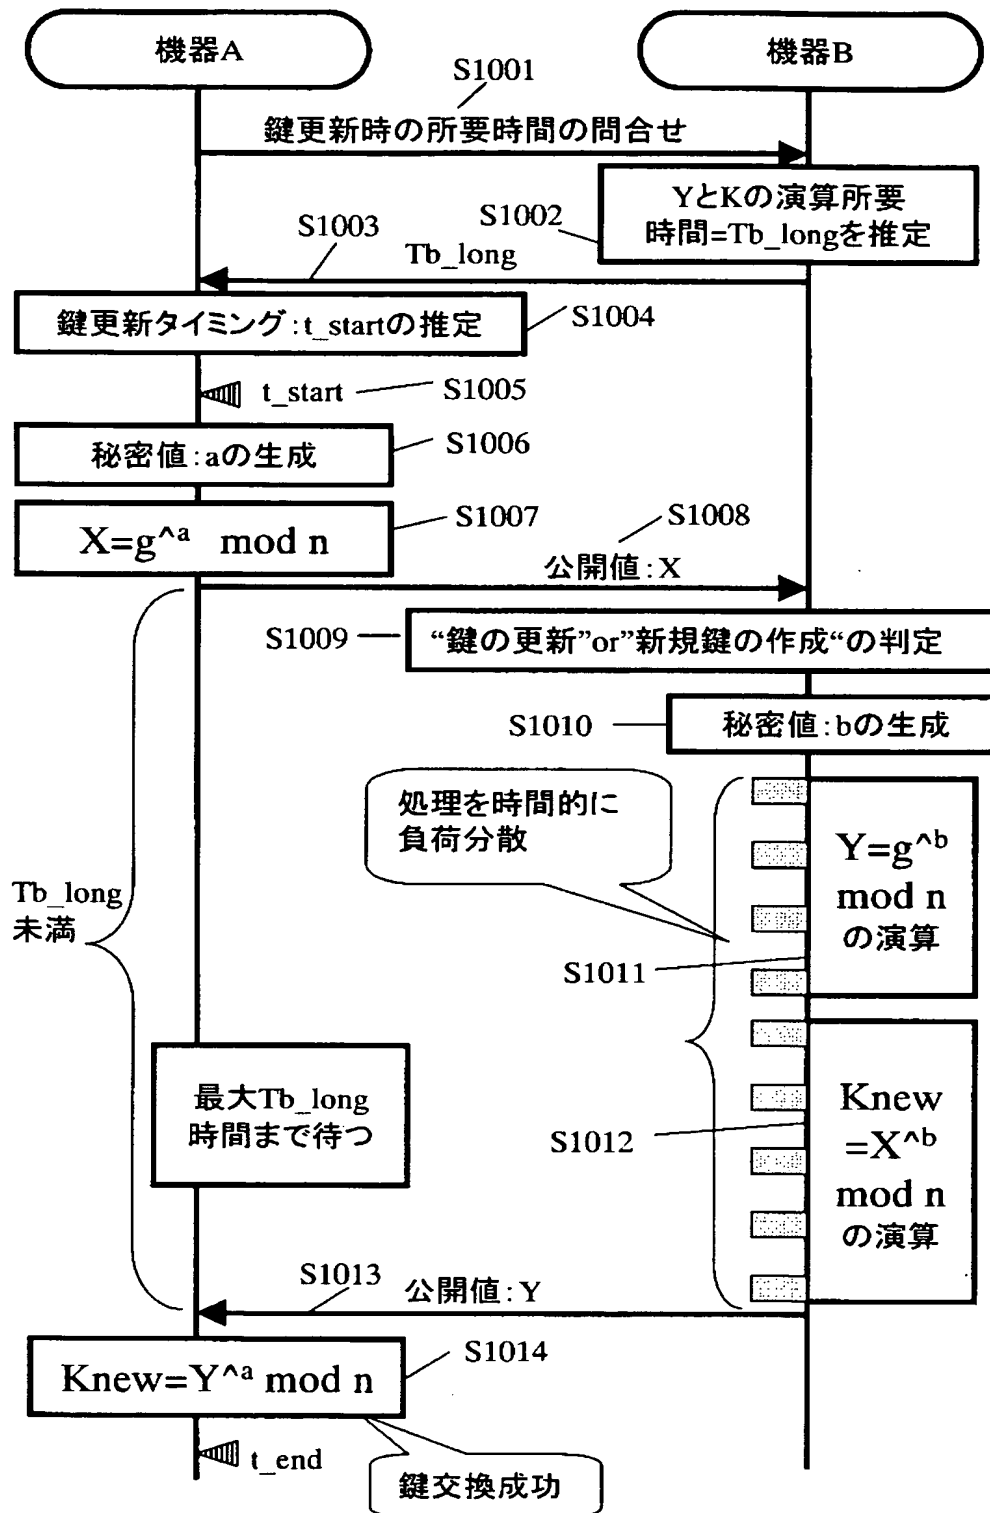 機器A
機器B
S1001
鍵更新時の所要時間の問合せ
YとKの演算所要
時間=Tb_longを推定
S1002
S1003
Tb_long
鍵更新タイミング:t_startの推定
S1004
t_start
S1005
秘密値:aの生成
S1006
X=g^a mod n
S1007
S1008
公開値:X
S1009
“鍵の更新”or”新規鍵の作成“の判定
S1010
秘密値:bの生成
処理を時間的に
負荷分散
Y=g^b
mod n
の演算
Tb_long
未満
S1011
最大Tb_long
時間まで待つ
Knew
=X^b
mod n
の演算
S1012
S1013
公開値:Y
Knew=Y^a mod n
S1014
t_end
鍵交換成功